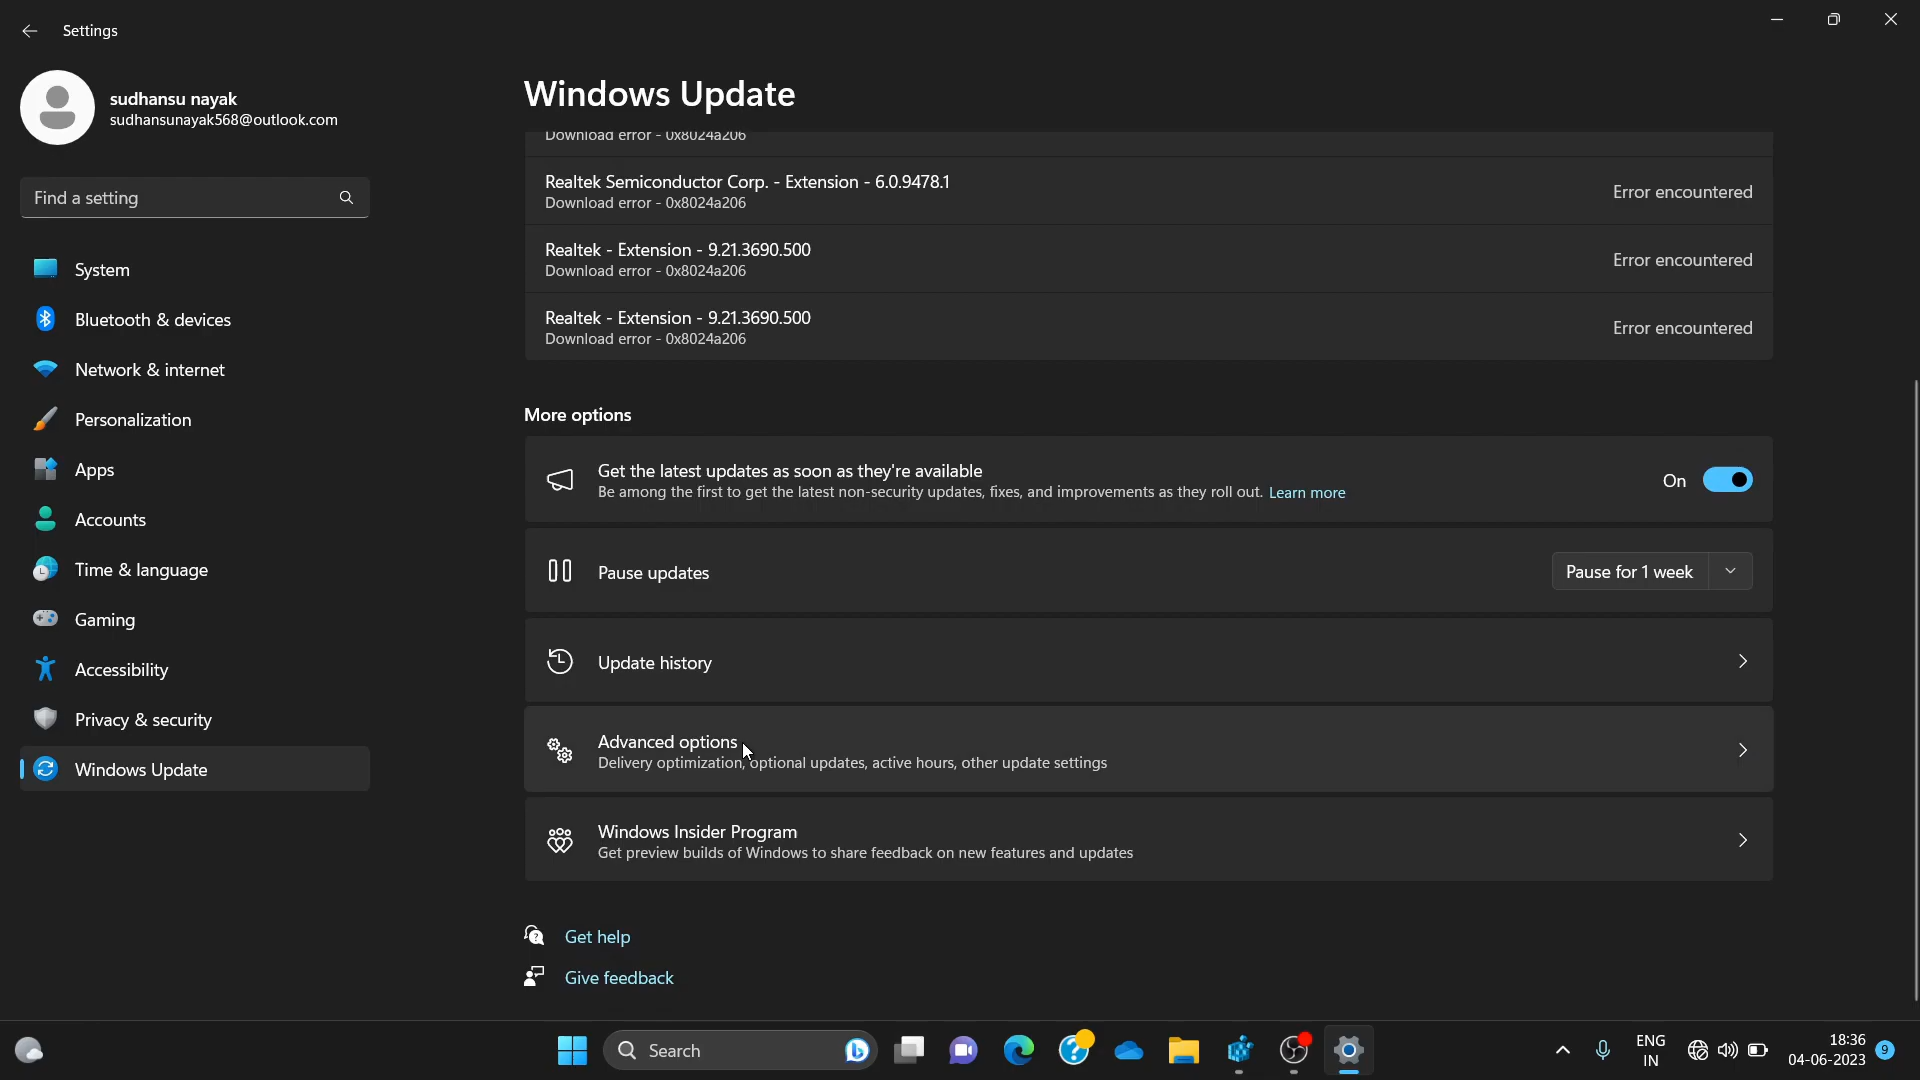 Settings
sudhansu nayak
sudhansunayak568@outlook.com
Find a setting
System
Bluetooth & devices
Network & internet
Personalization
Apps
Accounts
Time & language
Gaming
Accessibility
Privacy & security
Windows Update
Windows Update
Download error - 0x8024a206
Realtek Semiconductor Corp. - Extension - 6.0.9478.1
Download error - 0x8024a206
Error encountered
Realtek - Extension - 9.21.3690.500
Download error - 0x8024a206
Error encountered
Realtek - Extension - 9.21.3690.500
Download error - 0x8024a206
Error encountered
More options
Get the latest updates as soon as they're available
Be among the first to get the latest non-security updates, fixes, and improvements as they roll out. Learn more
On
Pause updates
Pause for 1 week
Update history
Advanced options
Delivery optimization, optional updates, active hours, other update settings
Windows Insider Program
Get preview builds of Windows to share feedback on new features and updates
Get help
Give feedback
Search
ENG
IN
18:36
04-06-2023
9